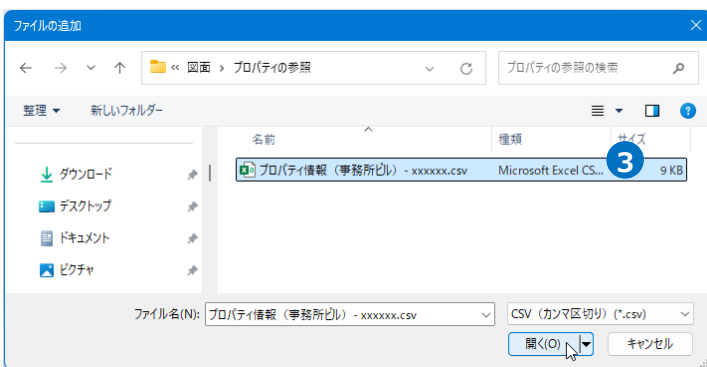 ファイルの追加
« 図面 › プロパティの参照
プロパティの参照の検索
整理 新しいフォルダー
名前 種類 サイズ
3
プロパティ情報（事務所ビル）- xxxxxx.csv Microsoft Excel CS... 9 KB
ダウンロード
デスクトップ
ドキュメント
ピクチャ
ファイル名(N): プロパティ情報（事務所ビル）- xxxxxx.csv CSV（カンマ区切り）(*.csv)
開く(O) キャンセル